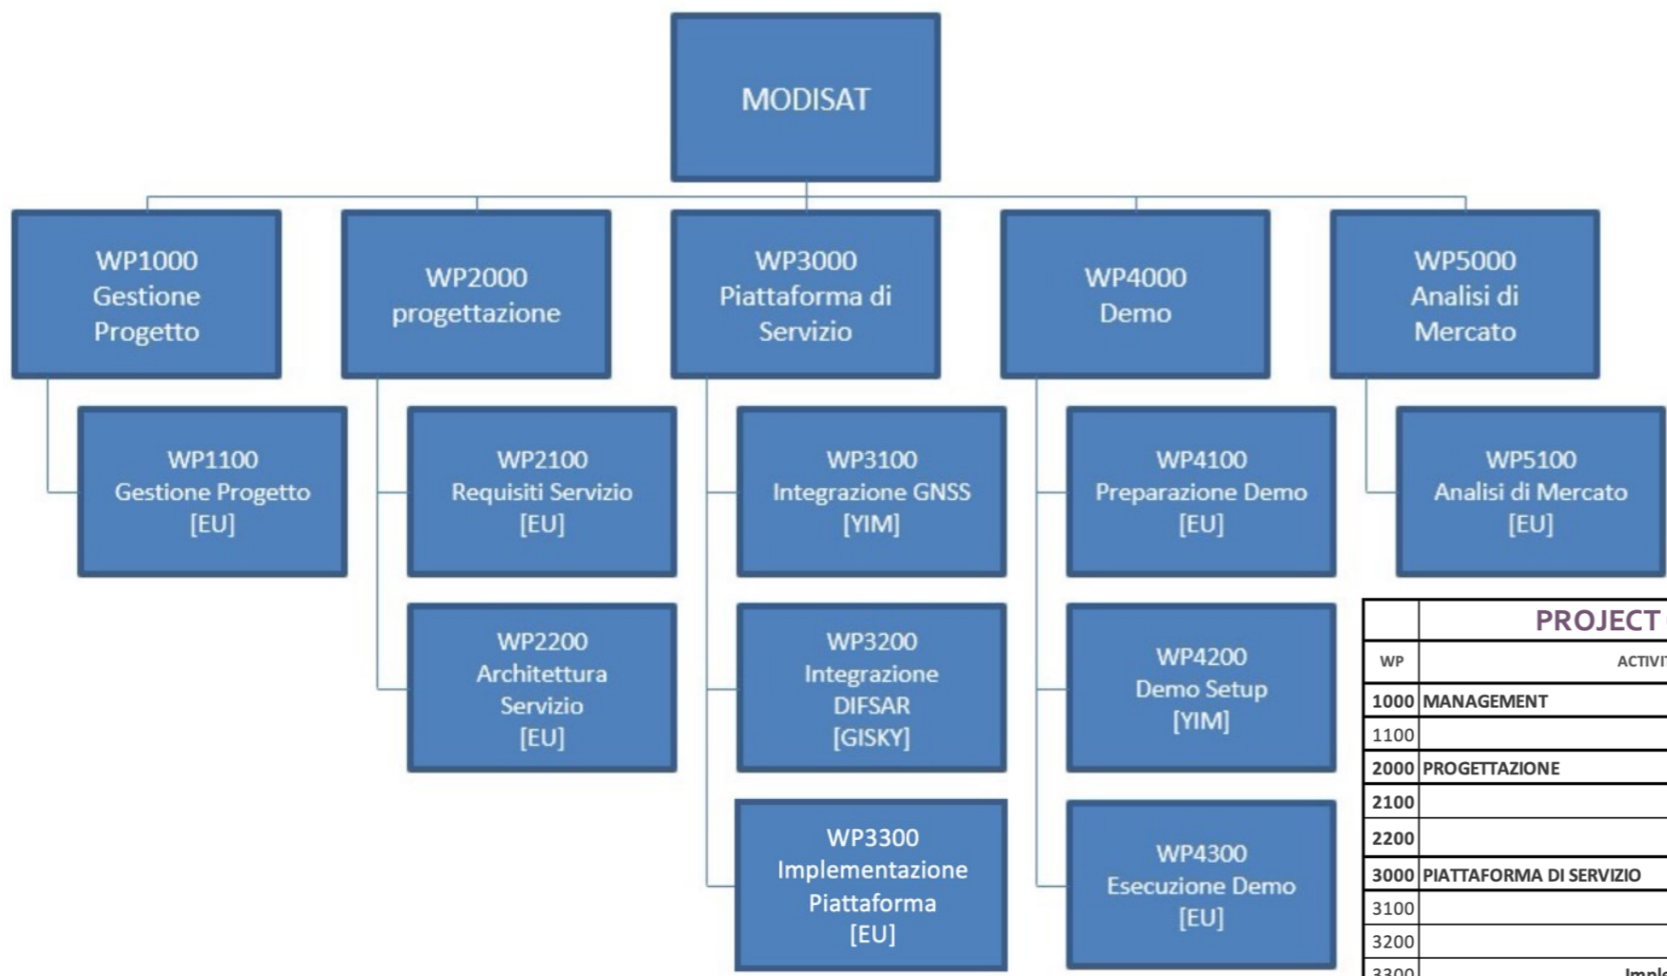 MODISAT
WP1000
Gestione
Progetto
WP2000
progettazione
WP3000
Piattaforma di
Servizio
WP4000
Demo
WP5000
Analisi di
Mercato
WP1100
Gestione Progetto
[EU]
WP2100
Requisiti Servizio
[EU]
WP3100
Integrazione GNSS
[YIM]
WP4100
Preparazione Demo
[EU]
WP5100
Analisi di Mercato
[EU]
WP2200
Architettura
Servizio
[EU]
WP3200
Integrazione
DIFSAR
[GISKY]
WP4200
Demo Setup
[YIM]
WP3300
Implementazione
Piattaforma
[EU]
WP4300
Esecuzione Demo
[EU]
PROJECT
WP
1000 MANAGEMENT
1100
2000 PROGETTAZIONE
2100
2200
3000 PIATTAFORMA DI SERVIZIO
3100
3200
3300